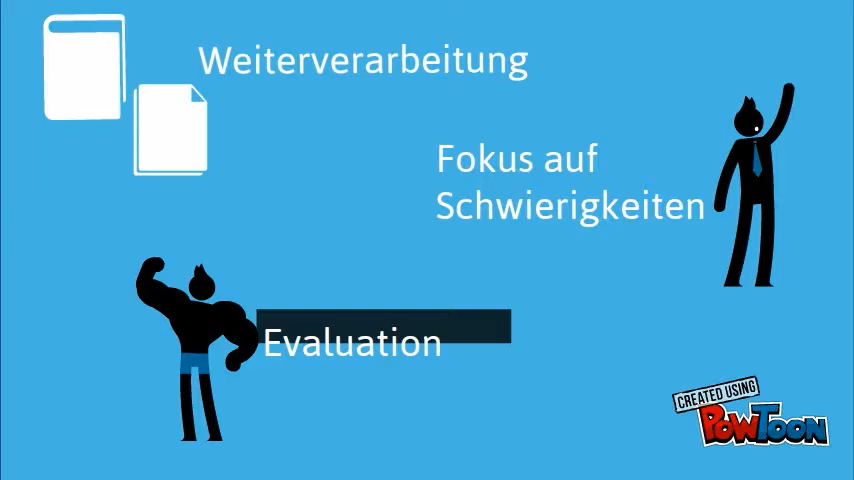 Weiterverarbeitung
Fokus auf
Schwierigkeiten
Evaluation
CREATED USING
POWTOON